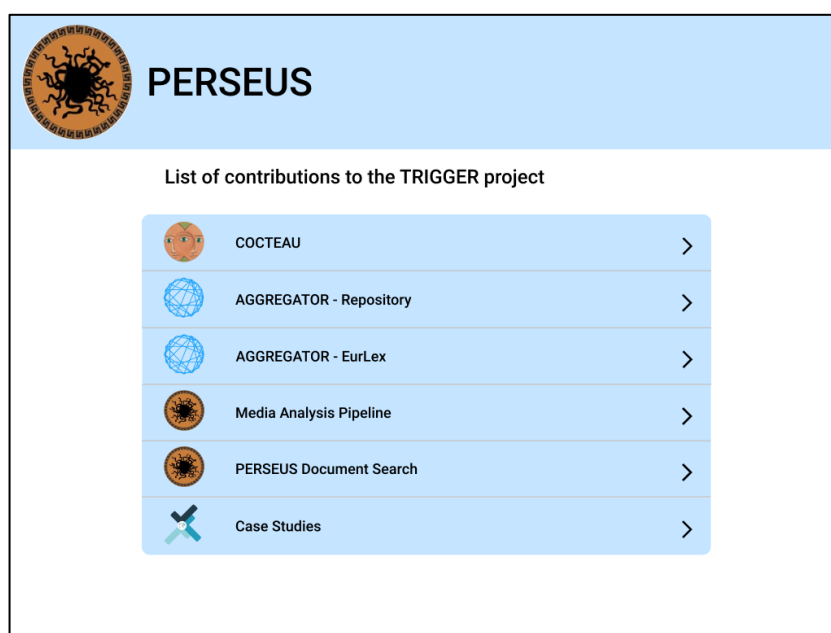 PERSEUS
List of contributions to the TRIGGER project
COCTEAU
AGGREGATOR - Repository
AGGREGATOR - EurLex
Media Analysis Pipeline
PERSEUS Document Search
Case Studies